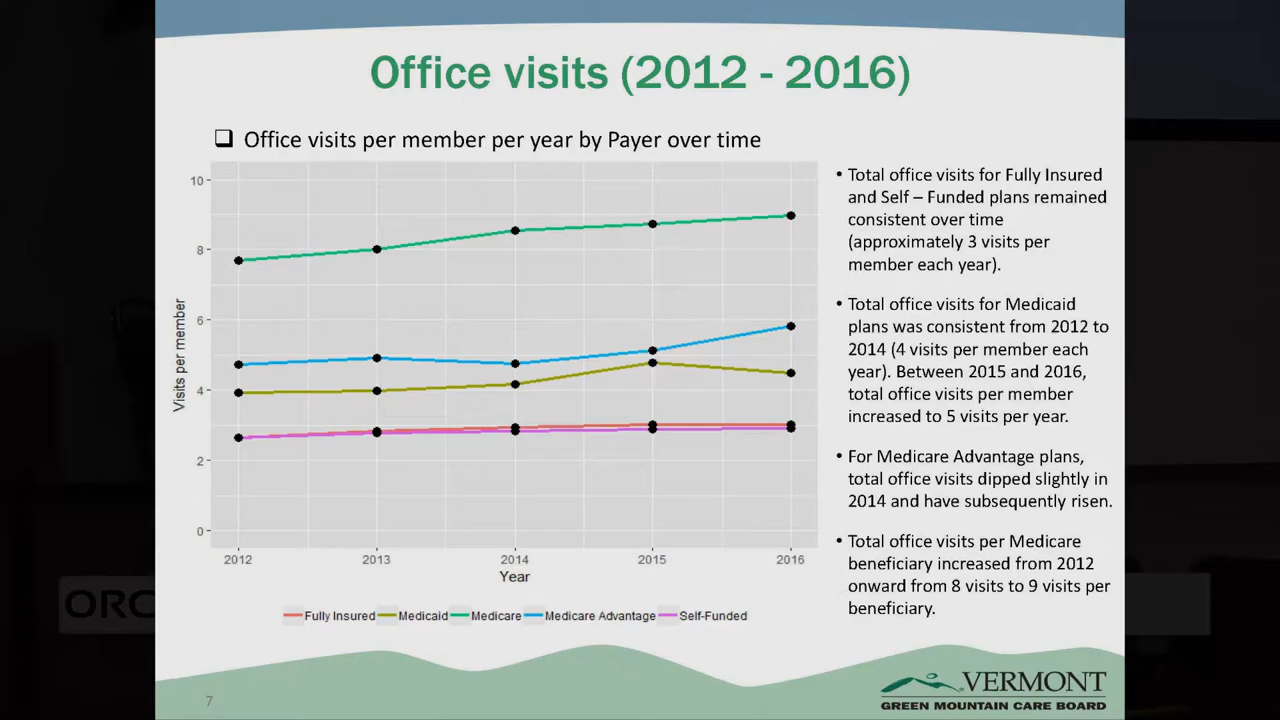 Office visits (2012 - 2016)
Office visits per member per year by Payer over time
10
8
6
4
2
0
Visits per member
2012 2013 2014 2015 2016
Year
Fully Insured Medicaid Medicare Medicare Advantage Self-Funded
• Total office visits for Fully Insured
and Self – Funded plans remained
consistent over time
(approximately 3 visits per
member each year).
• Total office visits for Medicaid
plans was consistent from 2012 to
2014 (4 visits per member each
year). Between 2015 and 2016,
total office visits per member
increased to 5 visits per year.
• For Medicare Advantage plans,
total office visits dipped slightly in
2014 and have subsequently risen.
• Total office visits per Medicare
beneficiary increased from 2012
onward from 8 visits to 9 visits per
beneficiary.
ORC
7
VERMONT
GREEN MOUNTAIN CARE BOARD